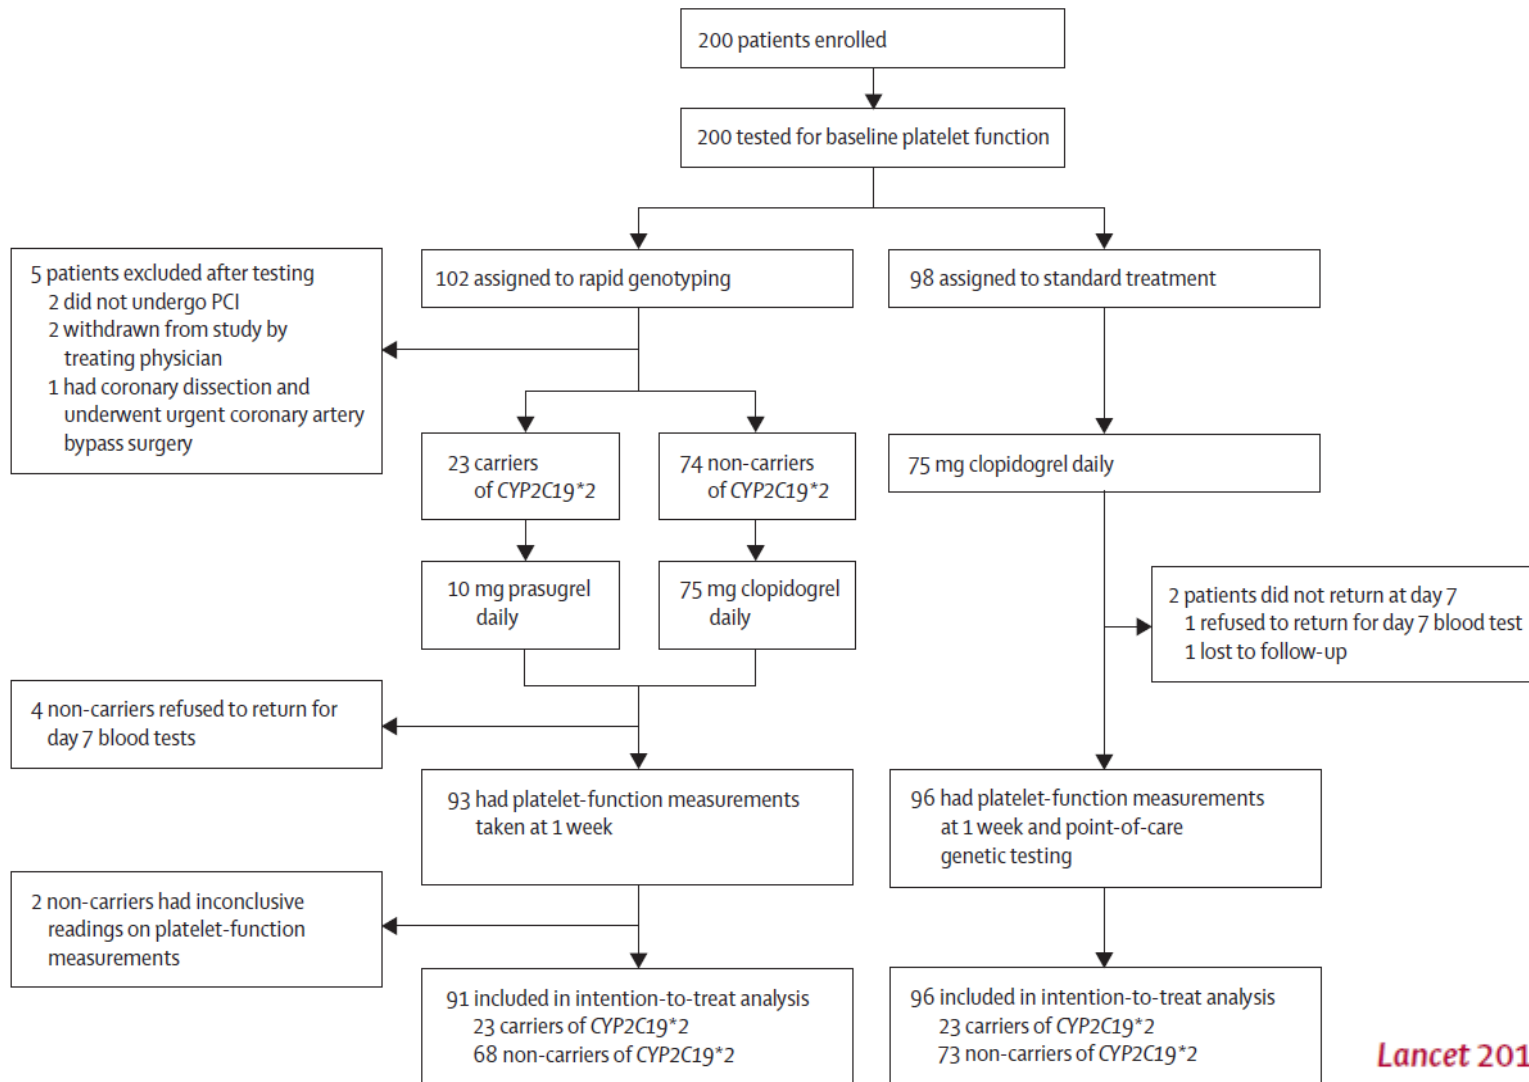 200 patients enrolled
200 tested for baseline platelet function
5 patients excluded after testing
2 did not undergo PCI
2 withdrawn from study by
treating physician
1 had coronary dissection and
underwent urgent coronary artery
bypass surgery
102 assigned to rapid genotyping
98 assigned to standard treatment
23 carriers
of CYP2C19*2
74 non-carriers
of CYP2C19*2
75 mg clopidogrel daily
10 mg prasugrel
daily
75 mg clopidogrel
daily
2 patients did not return at day 7
1 refused to return for day 7 blood test
1 lost to follow-up
4 non-carriers refused to return for
day 7 blood tests
93 had platelet-function measurements
taken at 1 week
96 had platelet-function measurements
at 1 week and point-of-care
genetic testing
2 non-carriers had inconclusive
readings on platelet-function
measurements
91 included in intention-to-treat analysis
23 carriers of CYP2C19*2
68 non-carriers of CYP2C19*2
96 included in intention-to-treat analysis
23 carriers of CYP2C19*2
73 non-carriers of CYP2C19*2
Lancet 201